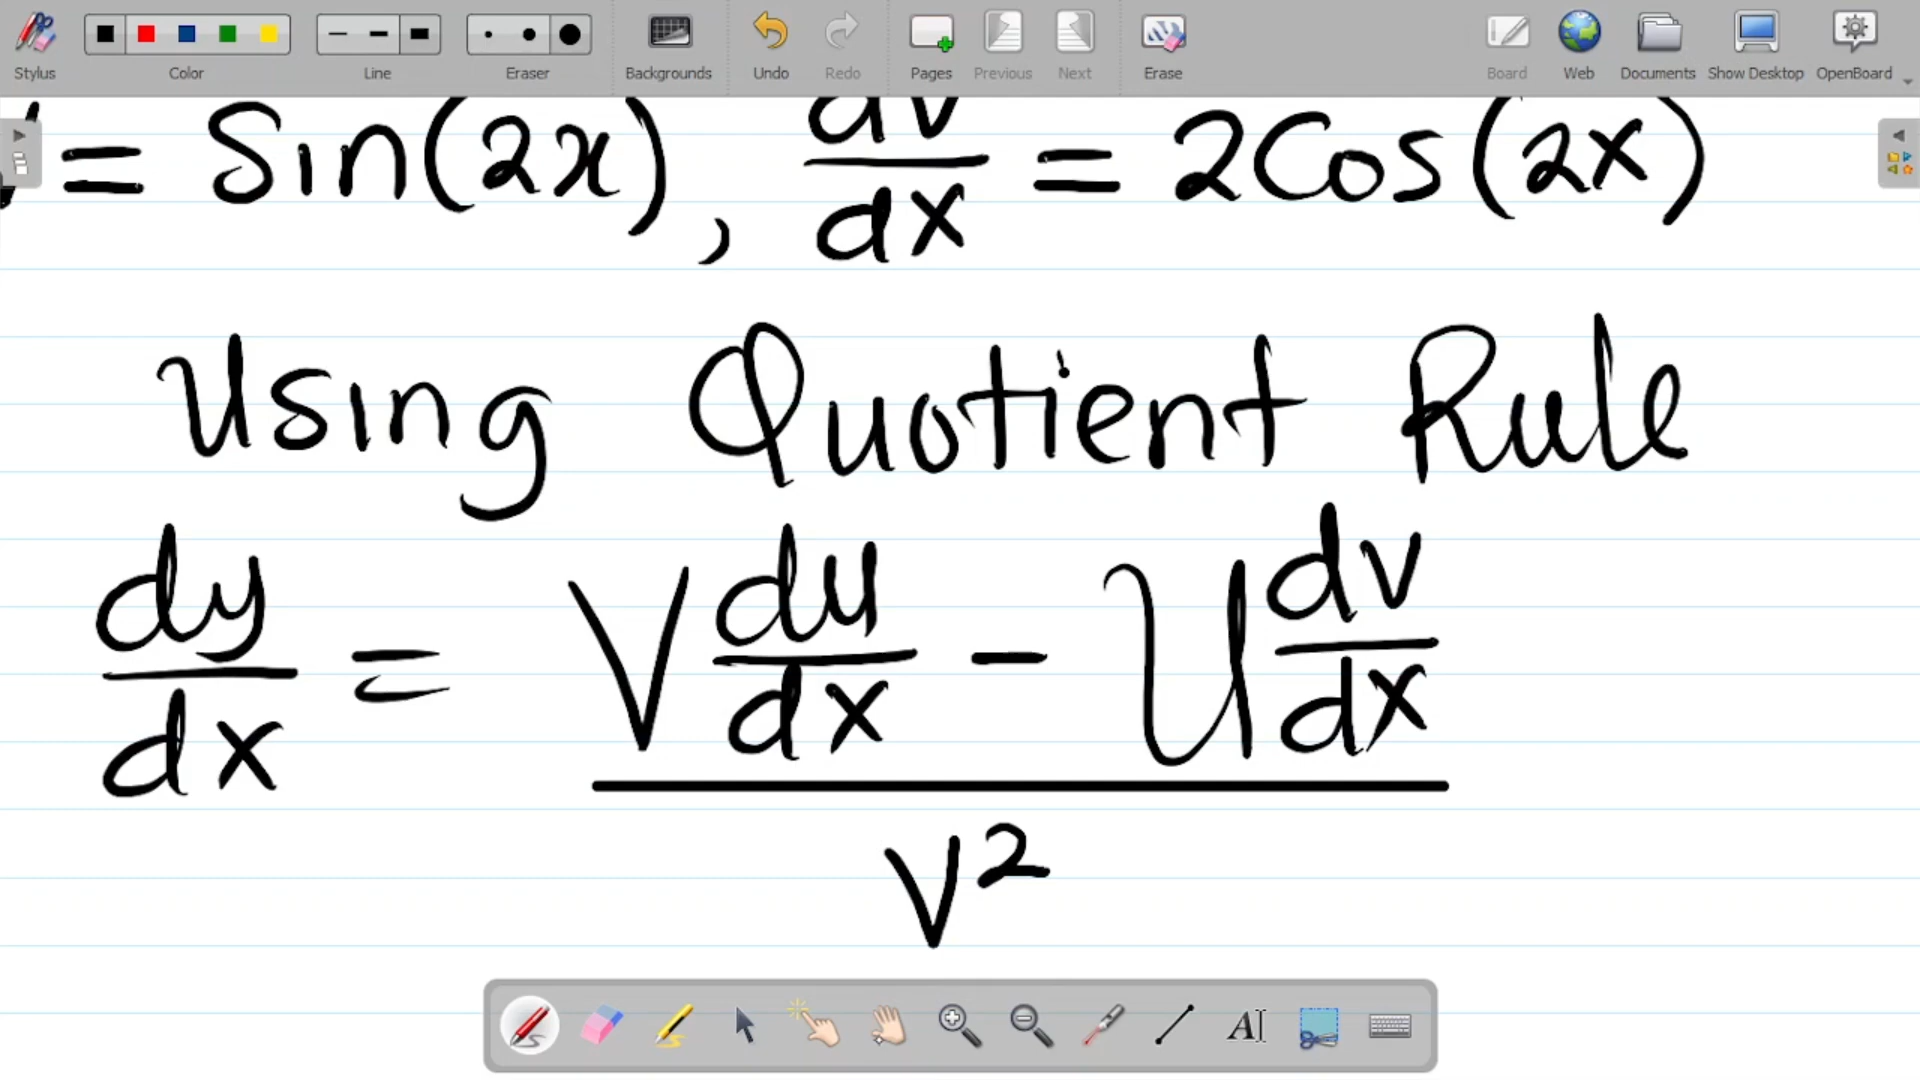 Stylus Color Line Eraser Backgrounds Undo Redo Pages Previous Next Erase Board Web Documents Show Desktop OpenBoard
= Sin(2x), dv/dx = 2Cos(2x)
Using Quotient Rule
dy/dx = (V du/dx - U dv/dx) / V²